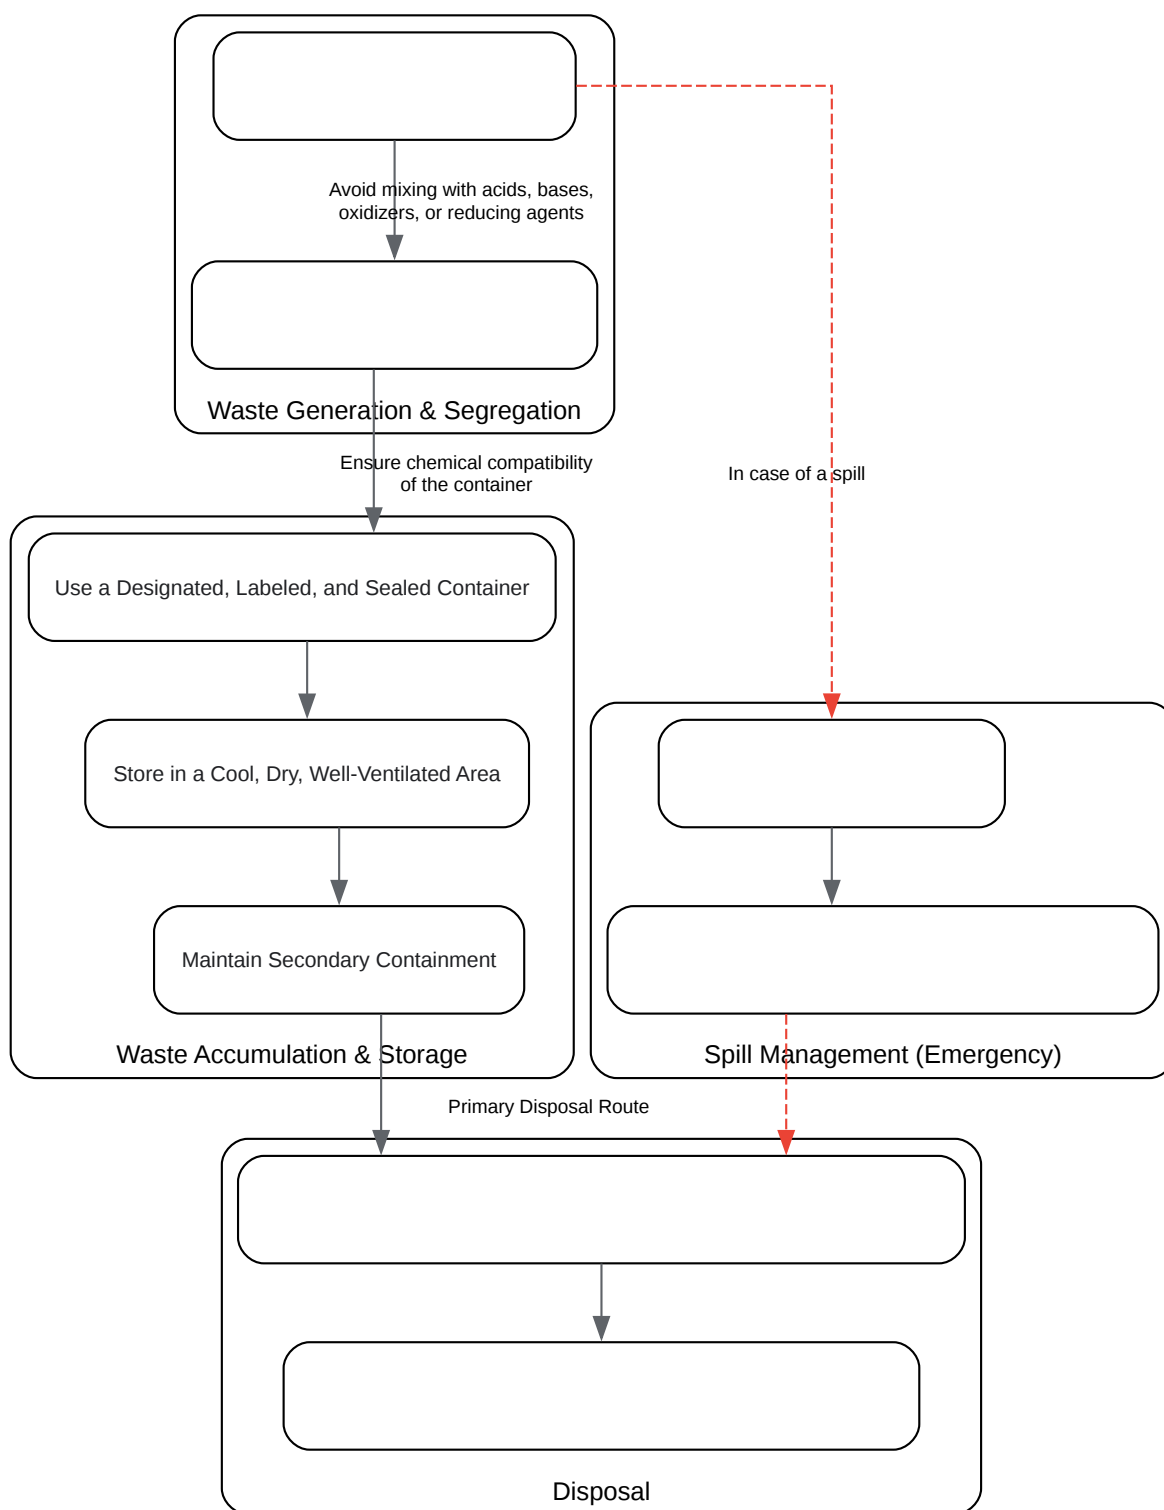 Avoid mixing with acids, bases,
oxidizers, or reducing agents
Waste Generation & Segregation
Ensure chemical compatibility
of the container
In case of a spill
Use a Designated, Labeled, and Sealed Container
Store in a Cool, Dry, Well-Ventilated Area
Maintain Secondary Containment
Waste Accumulation & Storage
Spill Management (Emergency)
Primary Disposal Route
Disposal